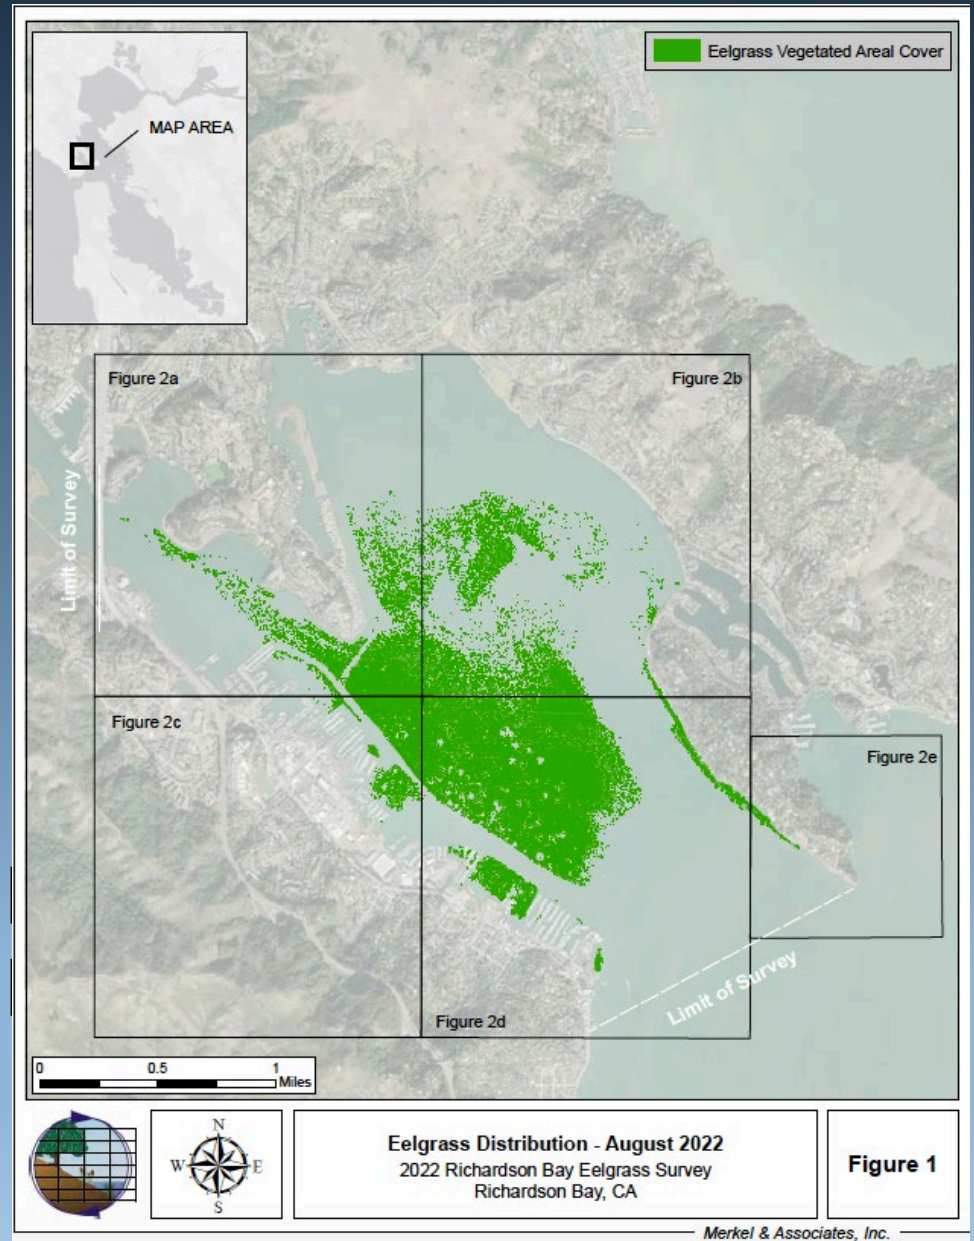 Eelgrass Vegetated Areal Cover
MAP AREA
Figure 2a
Figure 2b
Limit of Survey
Figure 2c
Figure 2e
Limit of Survey
Figure 2d
0 0.5 1
Miles
N
W E
S
Eelgrass Distribution - August 2022
2022 Richardson Bay Eelgrass Survey
Richardson Bay, CA
Figure 1
Merkel & Associates, Inc.